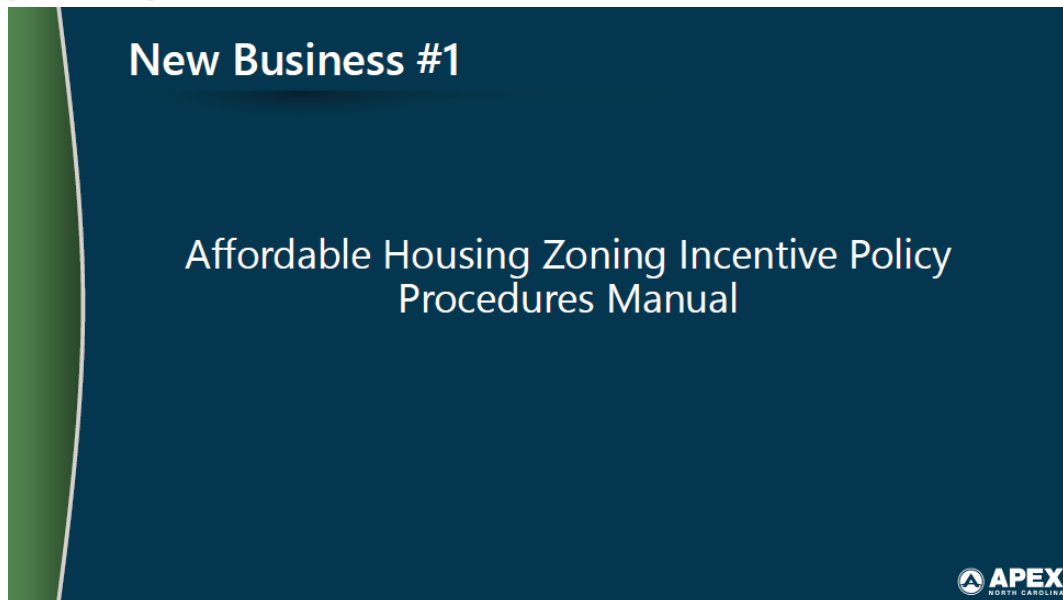 New Business #1
Affordable Housing Zoning Incentive Policy
Procedures Manual
APEX
NORTH CAROLINA